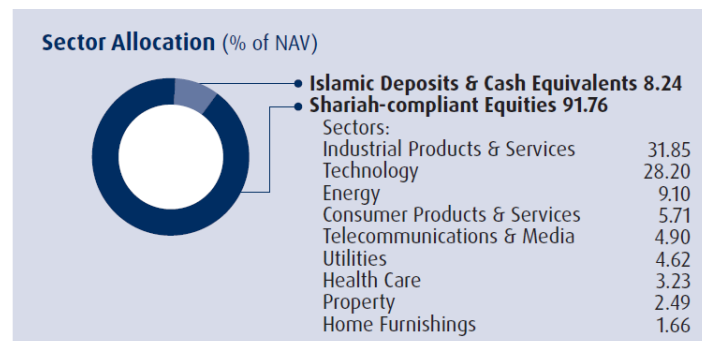 Sector Allocation (% of NAV)
Islamic Deposits & Cash Equivalents 8.24
Shariah-compliant Equities 91.76
Sectors:
Industrial Products & Services 31.85
Technology 28.20
Energy 9.10
Consumer Products & Services 5.71
Telecommunications & Media 4.90
Utilities 4.62
Health Care 3.23
Property 2.49
Home Furnishings 1.66